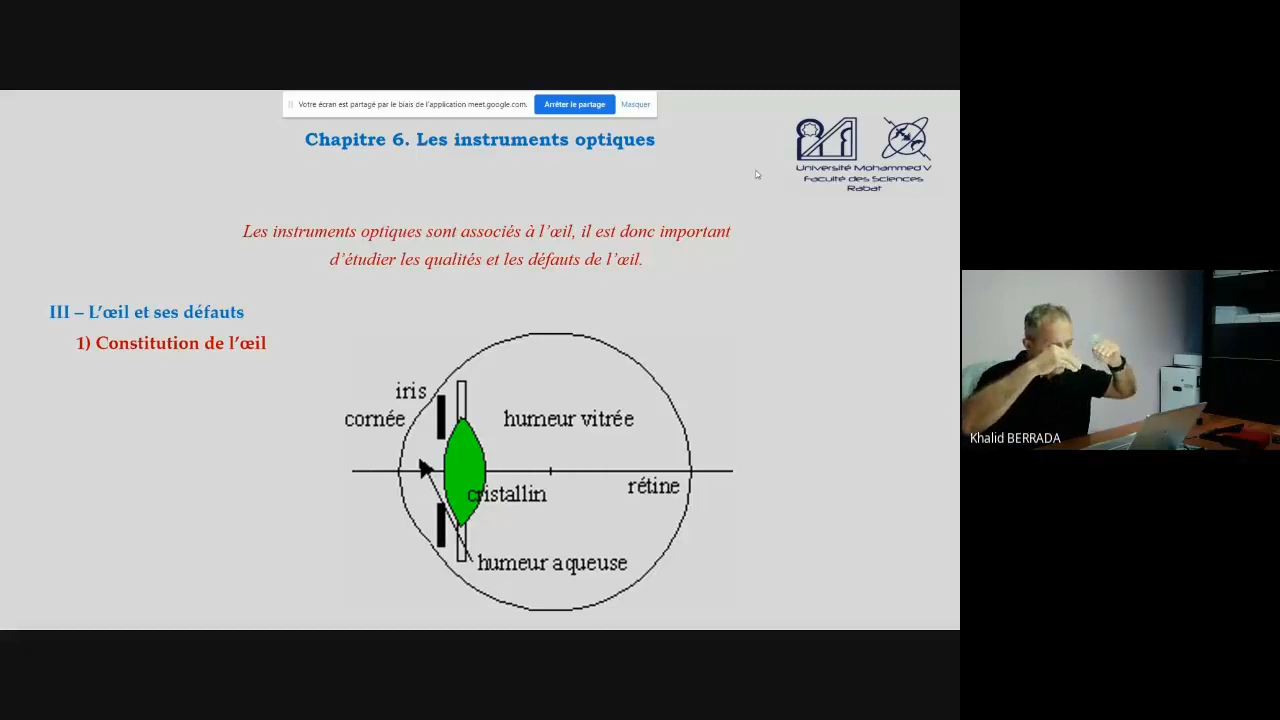 Votre écran est partagé par le biais de l'application meet.google.com.
Arrêter le partage
Masquer
Chapitre 6. Les instruments optiques
Université Mohammed V
Faculté des Sciences
Rabat
Les instruments optiques sont associés à l'œil, il est donc important
d'étudier les qualités et les défauts de l'œil.
III – L'œil et ses défauts
1) Constitution de l'œil
iris
cornée
humeur vitrée
cristallin
rétine
humeur aqueuse
Khalid BERRADA